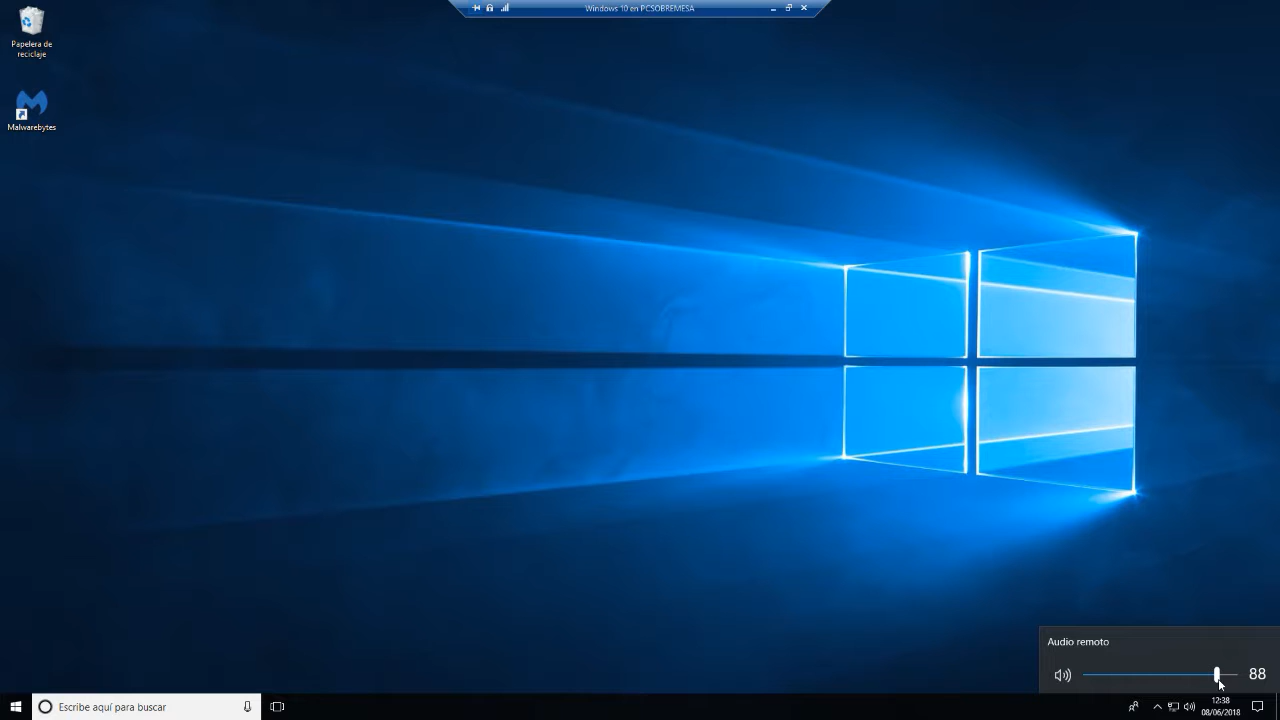 Windows 10 en PCSOBREMESA
Papelera de
reciclaje
Malwarebytes
Audio remoto
88
Escribe aquí para buscar
12:38
08/06/2018